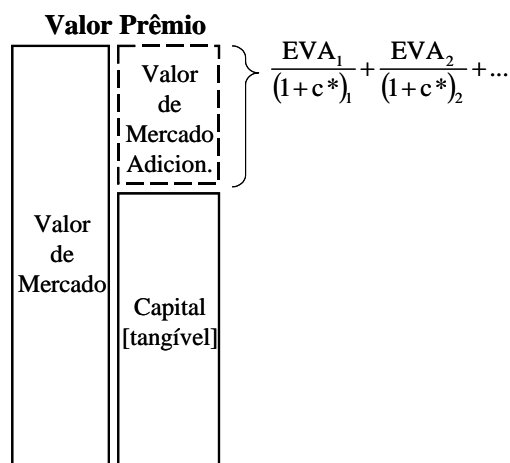 Valor Prêmio
Valor
de
Mercado
Adicion.
EVA₁/(1+c*)₁ + EVA₂/(1+c*)₂ + ...
Valor
de
Mercado
Capital
[tangível]